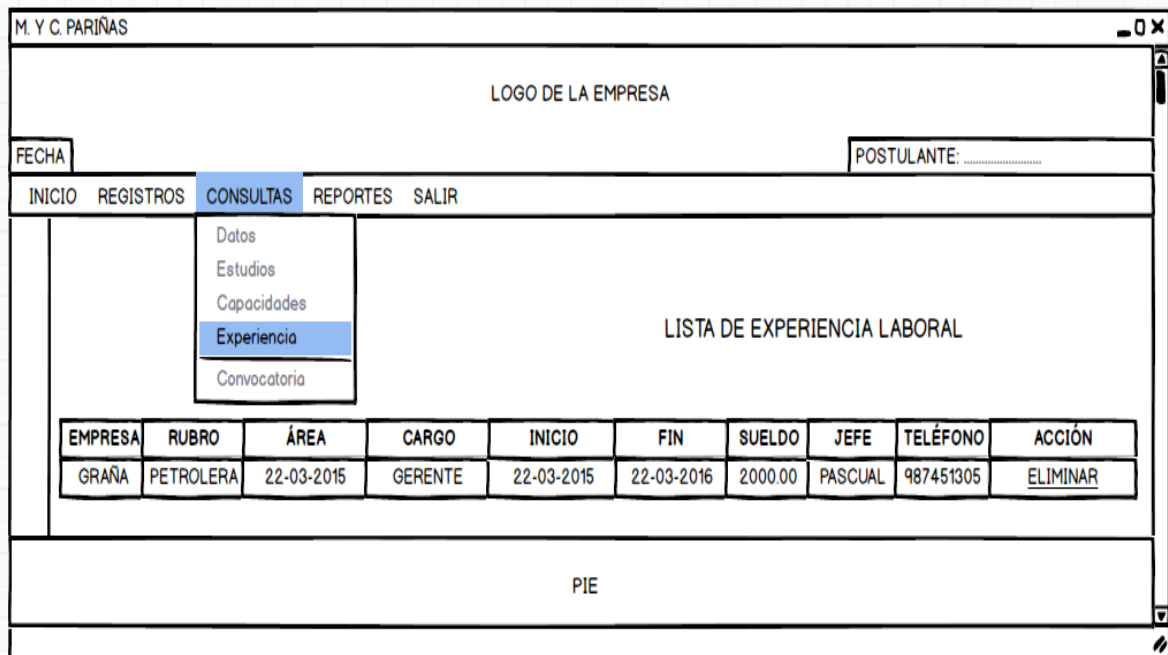 M. Y C. PARIÑAS
LOGO DE LA EMPRESA
FECHA
POSTULANTE: ..........................
INICIO REGISTROS CONSULTAS REPORTES SALIR
Datos
Estudios
Capacidades
Experiencia
Convocatoria
LISTA DE EXPERIENCIA LABORAL
EMPRESA RUBRO ÁREA CARGO INICIO FIN SUELDO JEFE TELÉFONO ACCIÓN
GRAÑA PETROLERA 22-03-2015 GERENTE 22-03-2015 22-03-2016 2000.00 PASCUAL 987451305 ELIMINAR
PIE